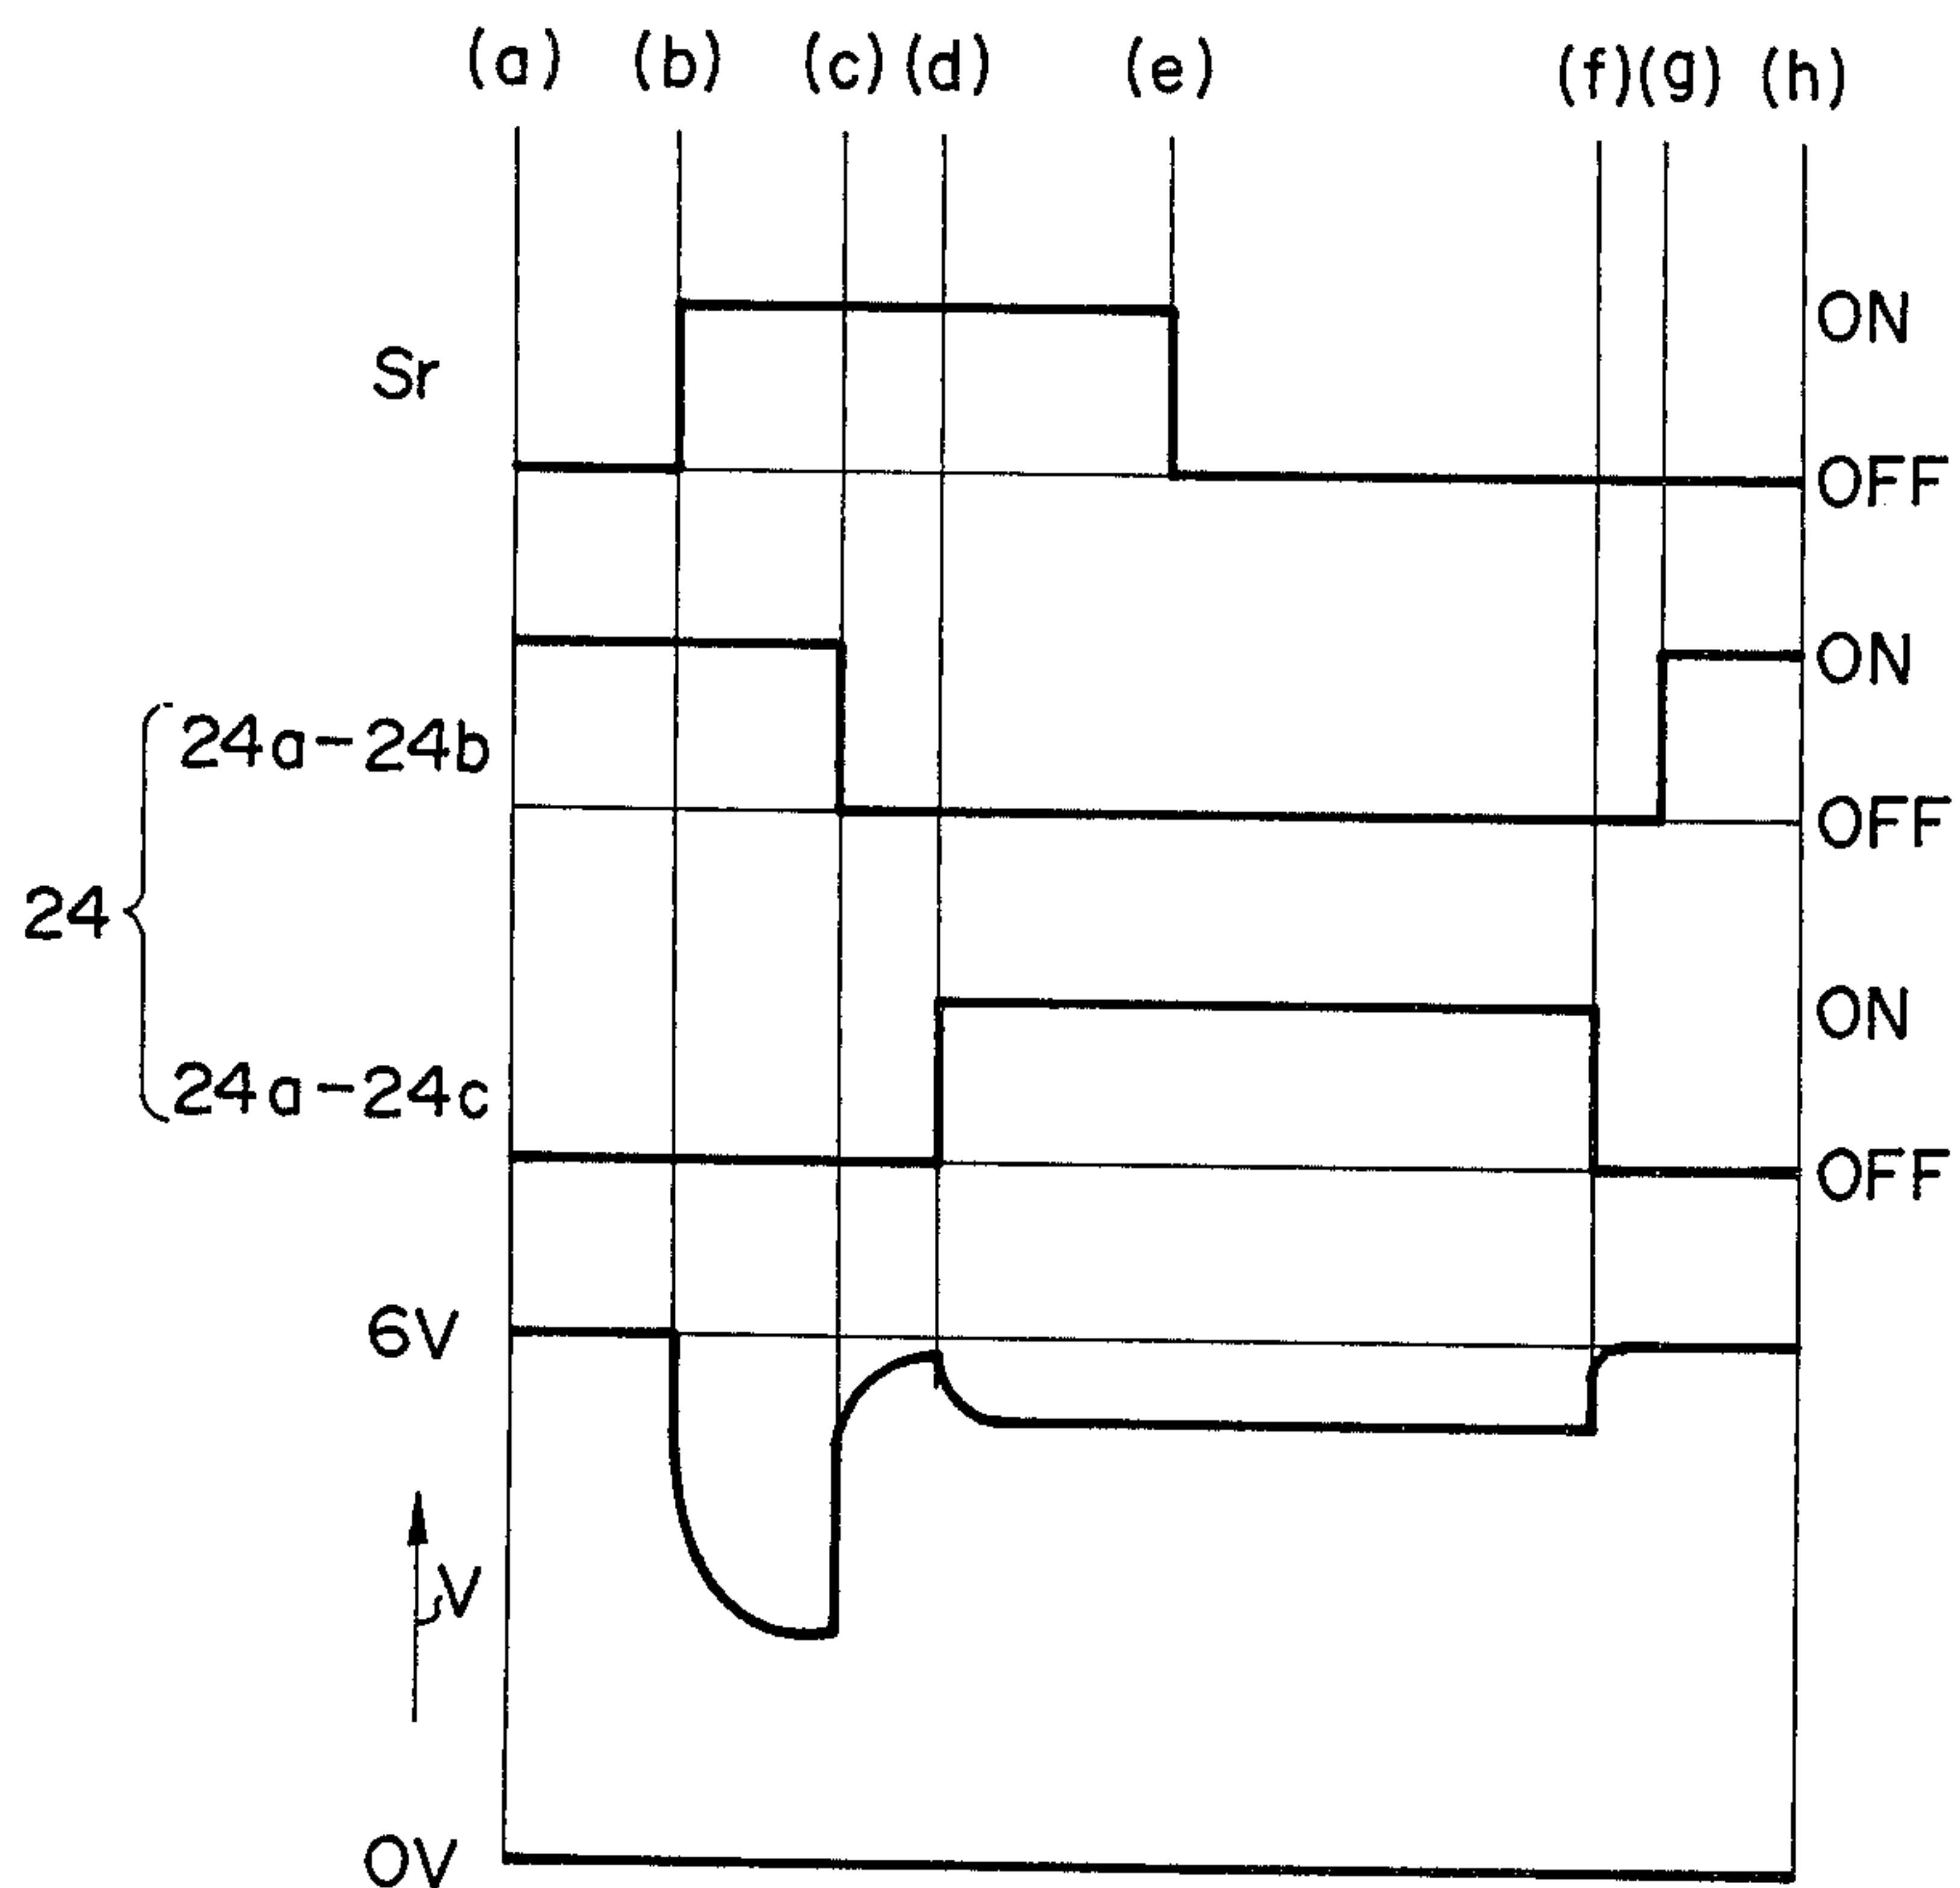 (a) (b) (c) (d) (e) (f) (g) (h)
ON
Sr
OFF
ON
24a-24b
OFF
24
ON
24a-24c
OFF
6V
V
0V